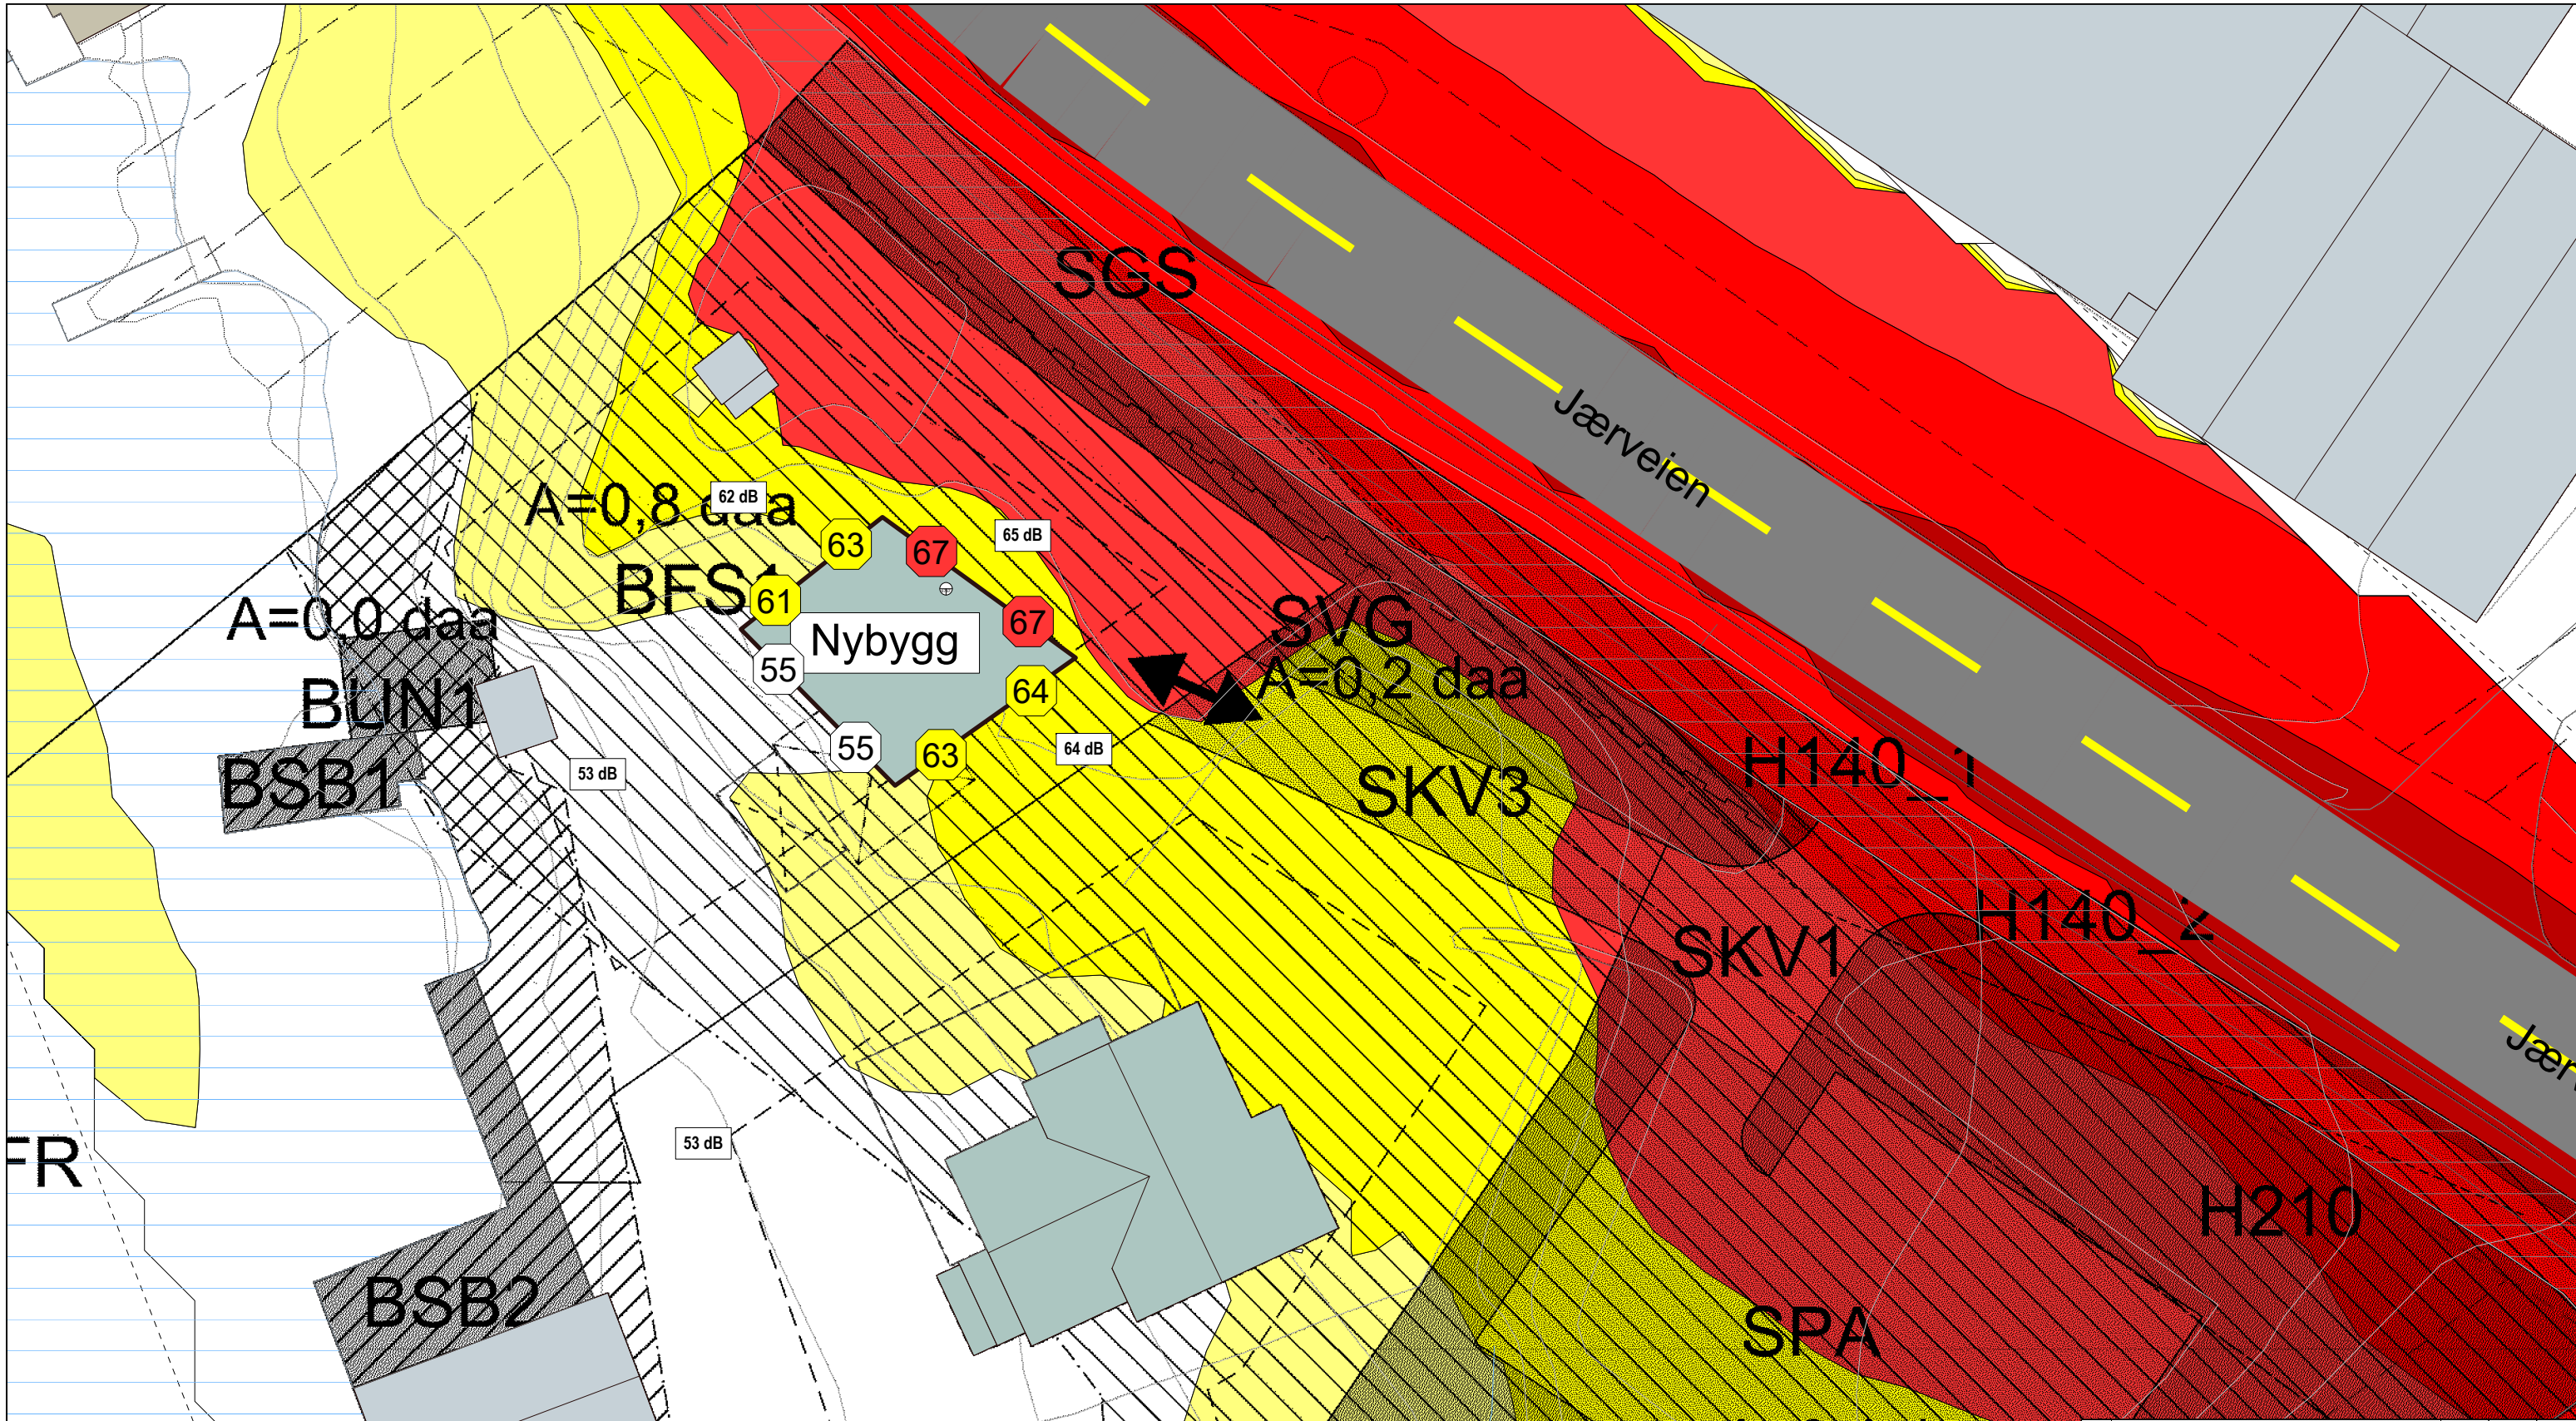 SGS
Jærveien
A=0,8 daa
62 dB
63
67
65 dB
BFS1
61
67
A=0,0 daa
Nybygg
SVG
A=0,2 daa
55
64
BUN1
55
63
64 dB
BSB1
53 dB
SKV3
H140_1
H140_2
SKV1
Jær
53 dB
FR
H210
BSB2
SPA